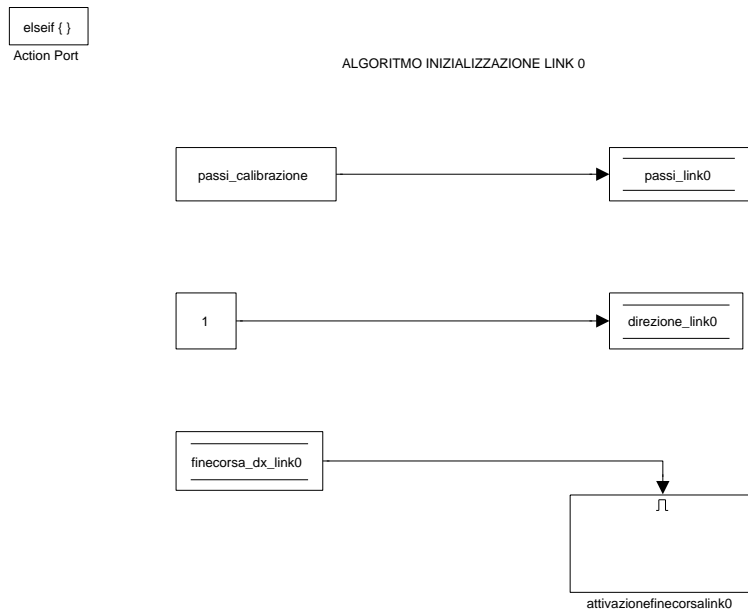 elseif { }
Action Port
ALGORITMO INIZIALIZZAZIONE LINK 0
passi_calibrazione
passi_link0
1
direzione_link0
finecorsa_dx_link0
attivazionefinecorsalink0